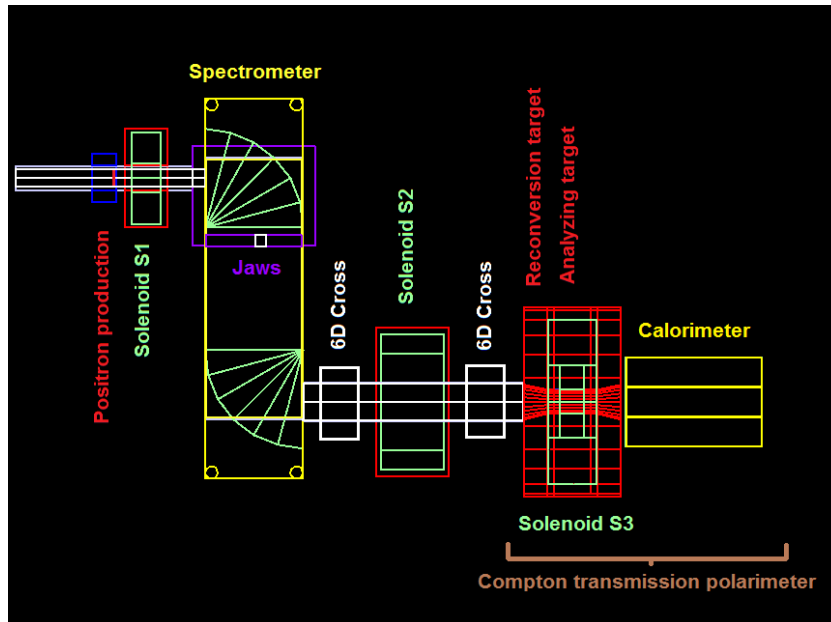 Spectrometer
Positron production
Solenoid S1
Jaws
6D Cross
Solenoid S2
6D Cross
Reconversion target
Analyzing target
Calorimeter
Solenoid S3
Compton transmission polarimeter